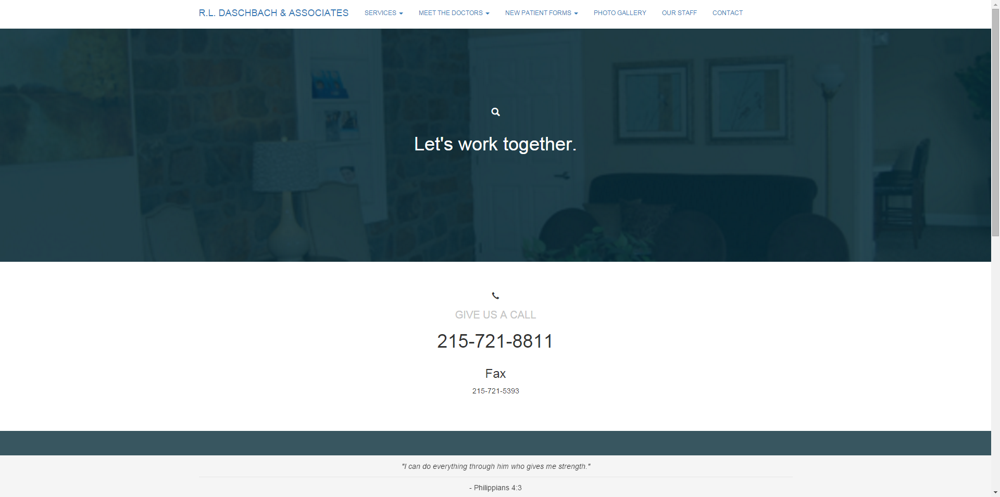 R.L. DASCHBACH & ASSOCIATES SERVICES MEET THE DOCTORS NEW PATIENT FORMS PHOTO GALLERY OUR STAFF CONTACT
Let's work together.
GIVE US A CALL
215-721-8811
Fax
215-721-5393
"I can do everything through him who gives me strength."
- Philippians 4:3